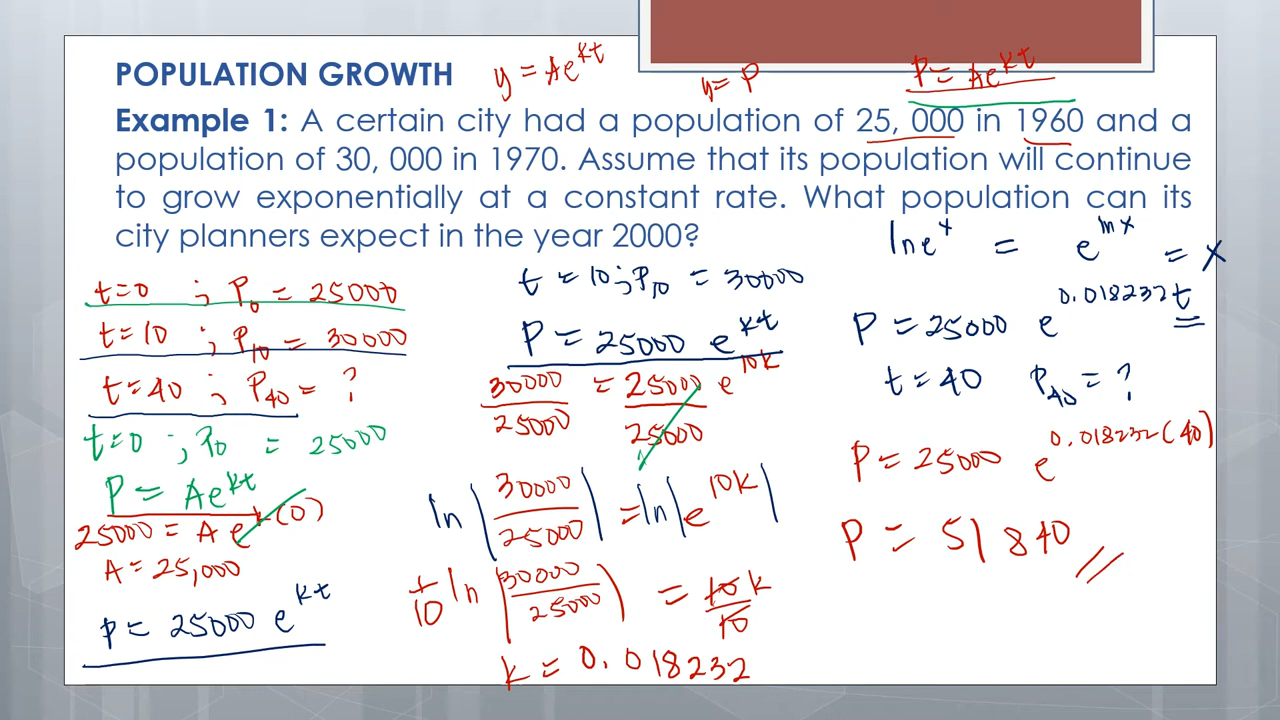 y = Ae^kt
y = P
P = Ae^kt
POPULATION GROWTH
Example 1: A certain city had a population of 25, 000 in 1960 and a
population of 30, 000 in 1970. Assume that its population will continue
to grow exponentially at a constant rate. What population can its
city planners expect in the year 2000?
t=0 ; P₀ = 25000
t=10 ; P₁₀ = 30000
t=40 ; P₄₀ = ?
t=0 ; P₀ = 25000
P = Ae^kt
25000 = A e^k(0)
A = 25,000
P = 25000 e^kt
t = 10 ; P₁₀ = 30000
P = 25000 e^kt
30000/25000 = 25000/25000 e^10k
ln |30000/25000| = ln |e^10k|
1/10 ln |30000/25000| = 10k/10
k = 0.018232
ln e^x = e^ln x = x
P = 25000 e^0.018232t
t = 40 P₄₀ = ?
P = 25000 e^0.018232(40)
P = 51 840 //